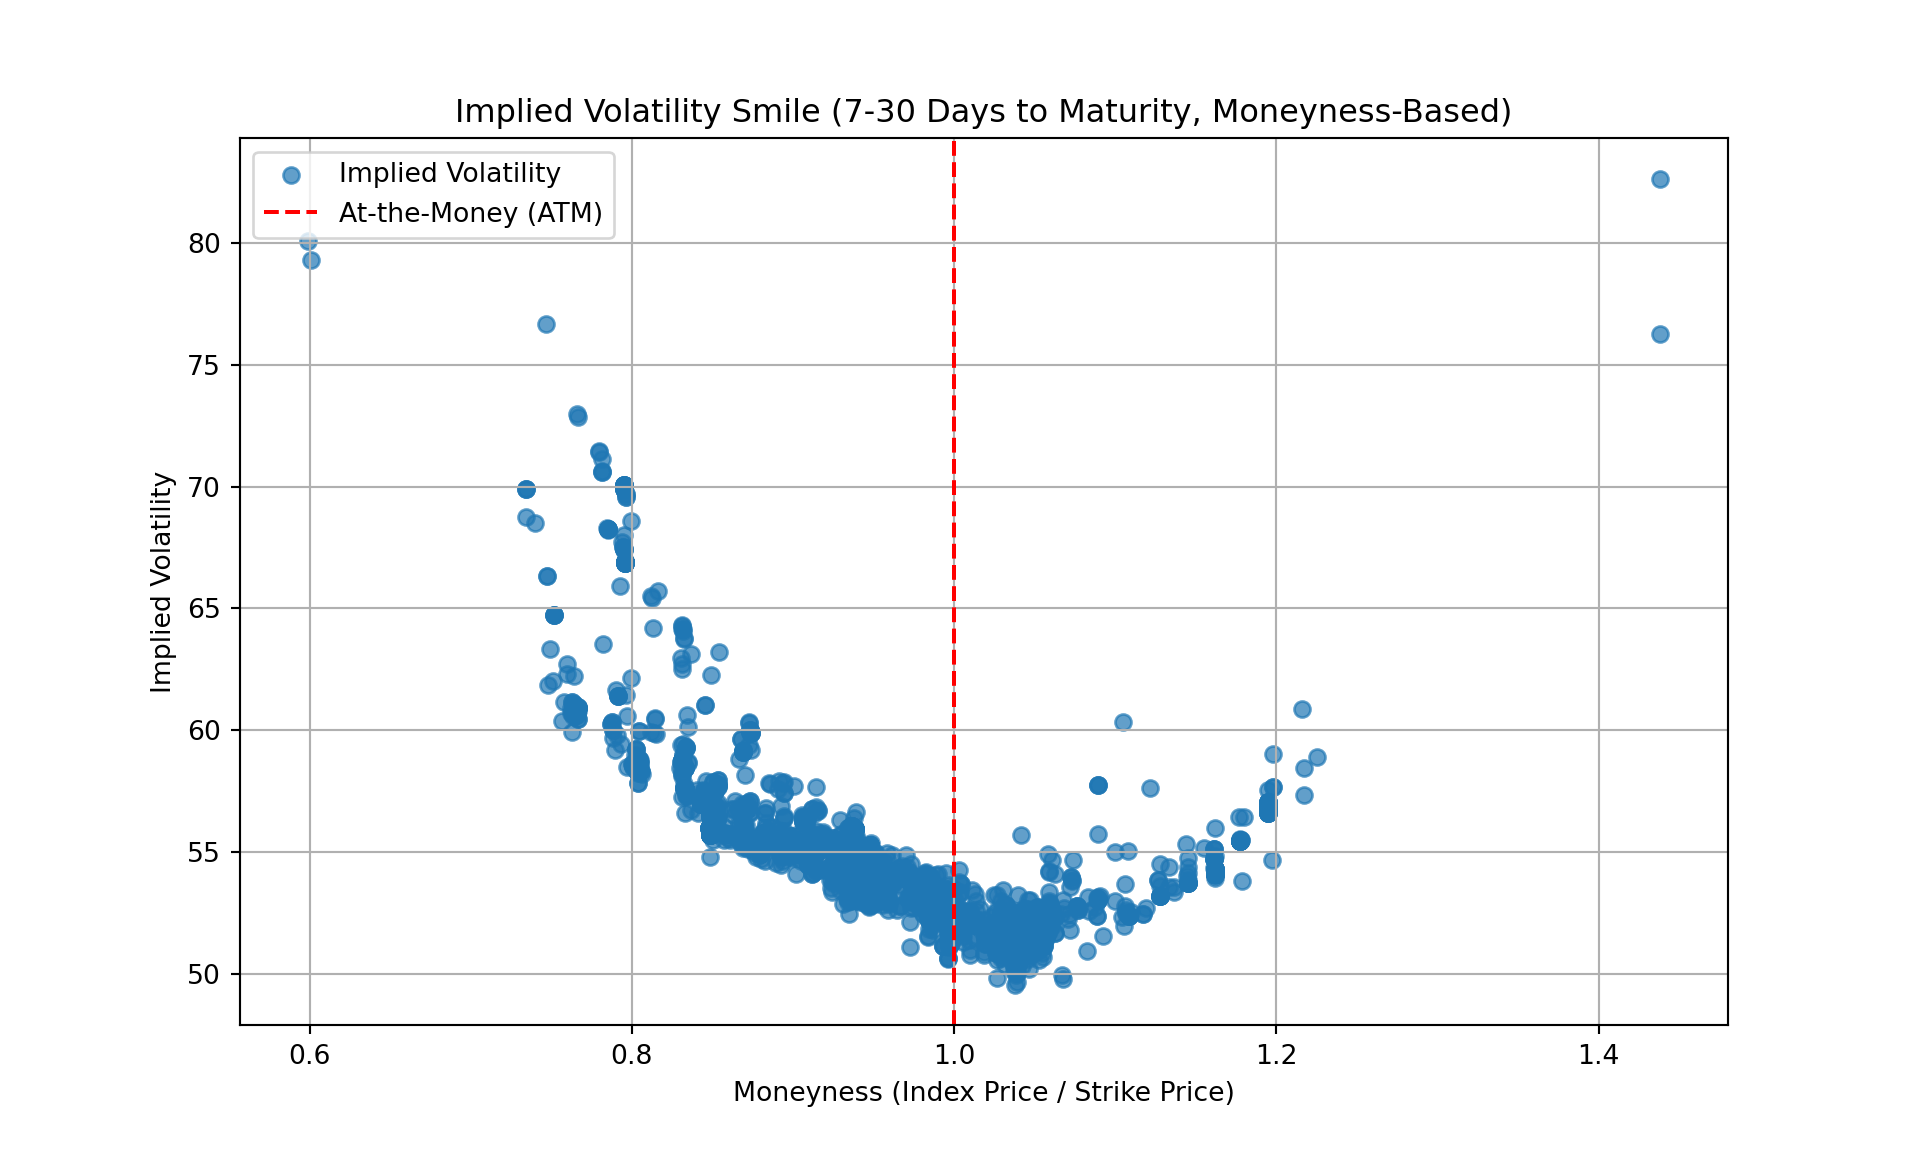 Implied Volatility Smile (7-30 Days to Maturity, Moneyness-Based)
Implied Volatility
At-the-Money (ATM)
80
75
70
65
60
55
50
Implied Volatility
0.6 0.8 1.0 1.2 1.4
Moneyness (Index Price / Strike Price)